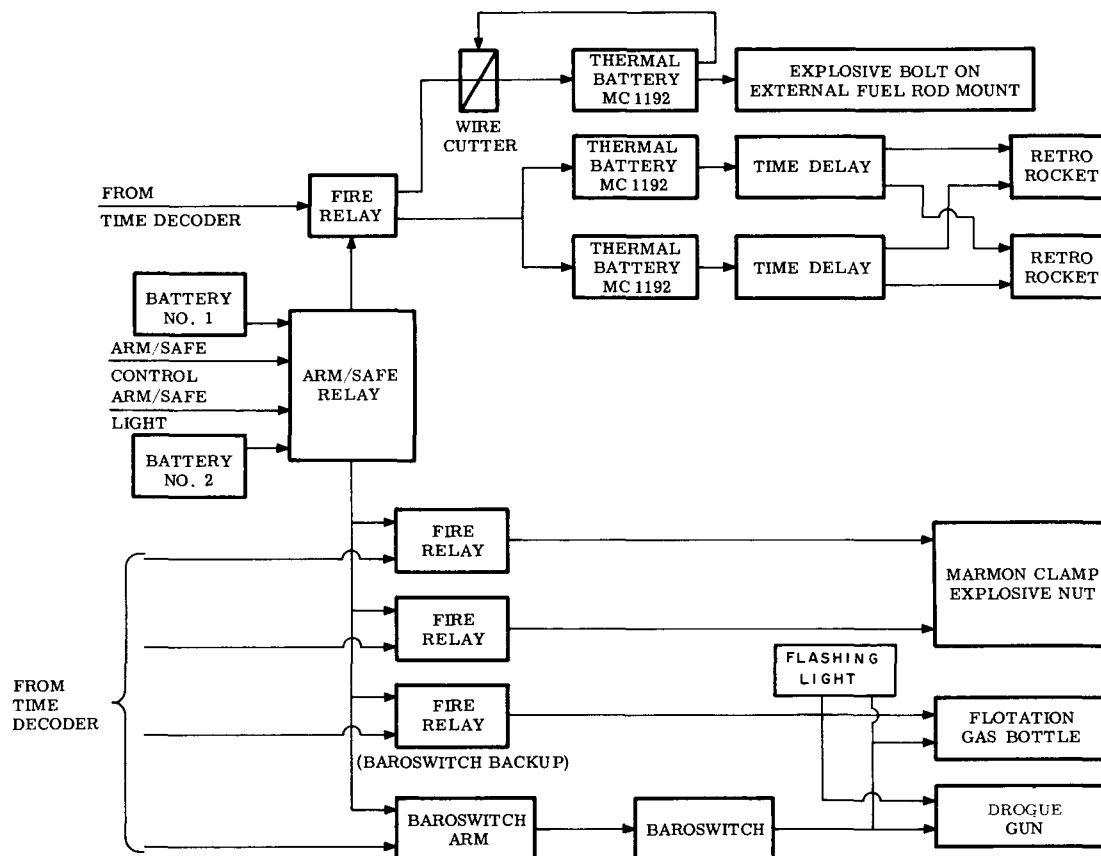 THERMAL
BATTERY
MC 1192
EXPLOSIVE BOLT ON
EXTERNAL FUEL ROD MOUNT
WIRE
CUTTER
THERMAL
BATTERY
MC 1192
TIME DELAY
RETRO
ROCKET
FROM
TIME DECODER
FIRE
RELAY
THERMAL
BATTERY
MC 1192
TIME DELAY
RETRO
ROCKET
BATTERY
NO. 1
ARM/SAFE
CONTROL
ARM/SAFE
LIGHT
ARM/SAFE
RELAY
BATTERY
NO. 2
FIRE
RELAY
MARMON CLAMP
EXPLOSIVE NUT
FIRE
RELAY
FLASHING
LIGHT
FROM
TIME
DECODER
FIRE
RELAY
(BAROSWITCH BACKUP)
FLOTATION
GAS BOTTLE
BAROSWITCH
ARM
BAROSWITCH
DROGUE
GUN